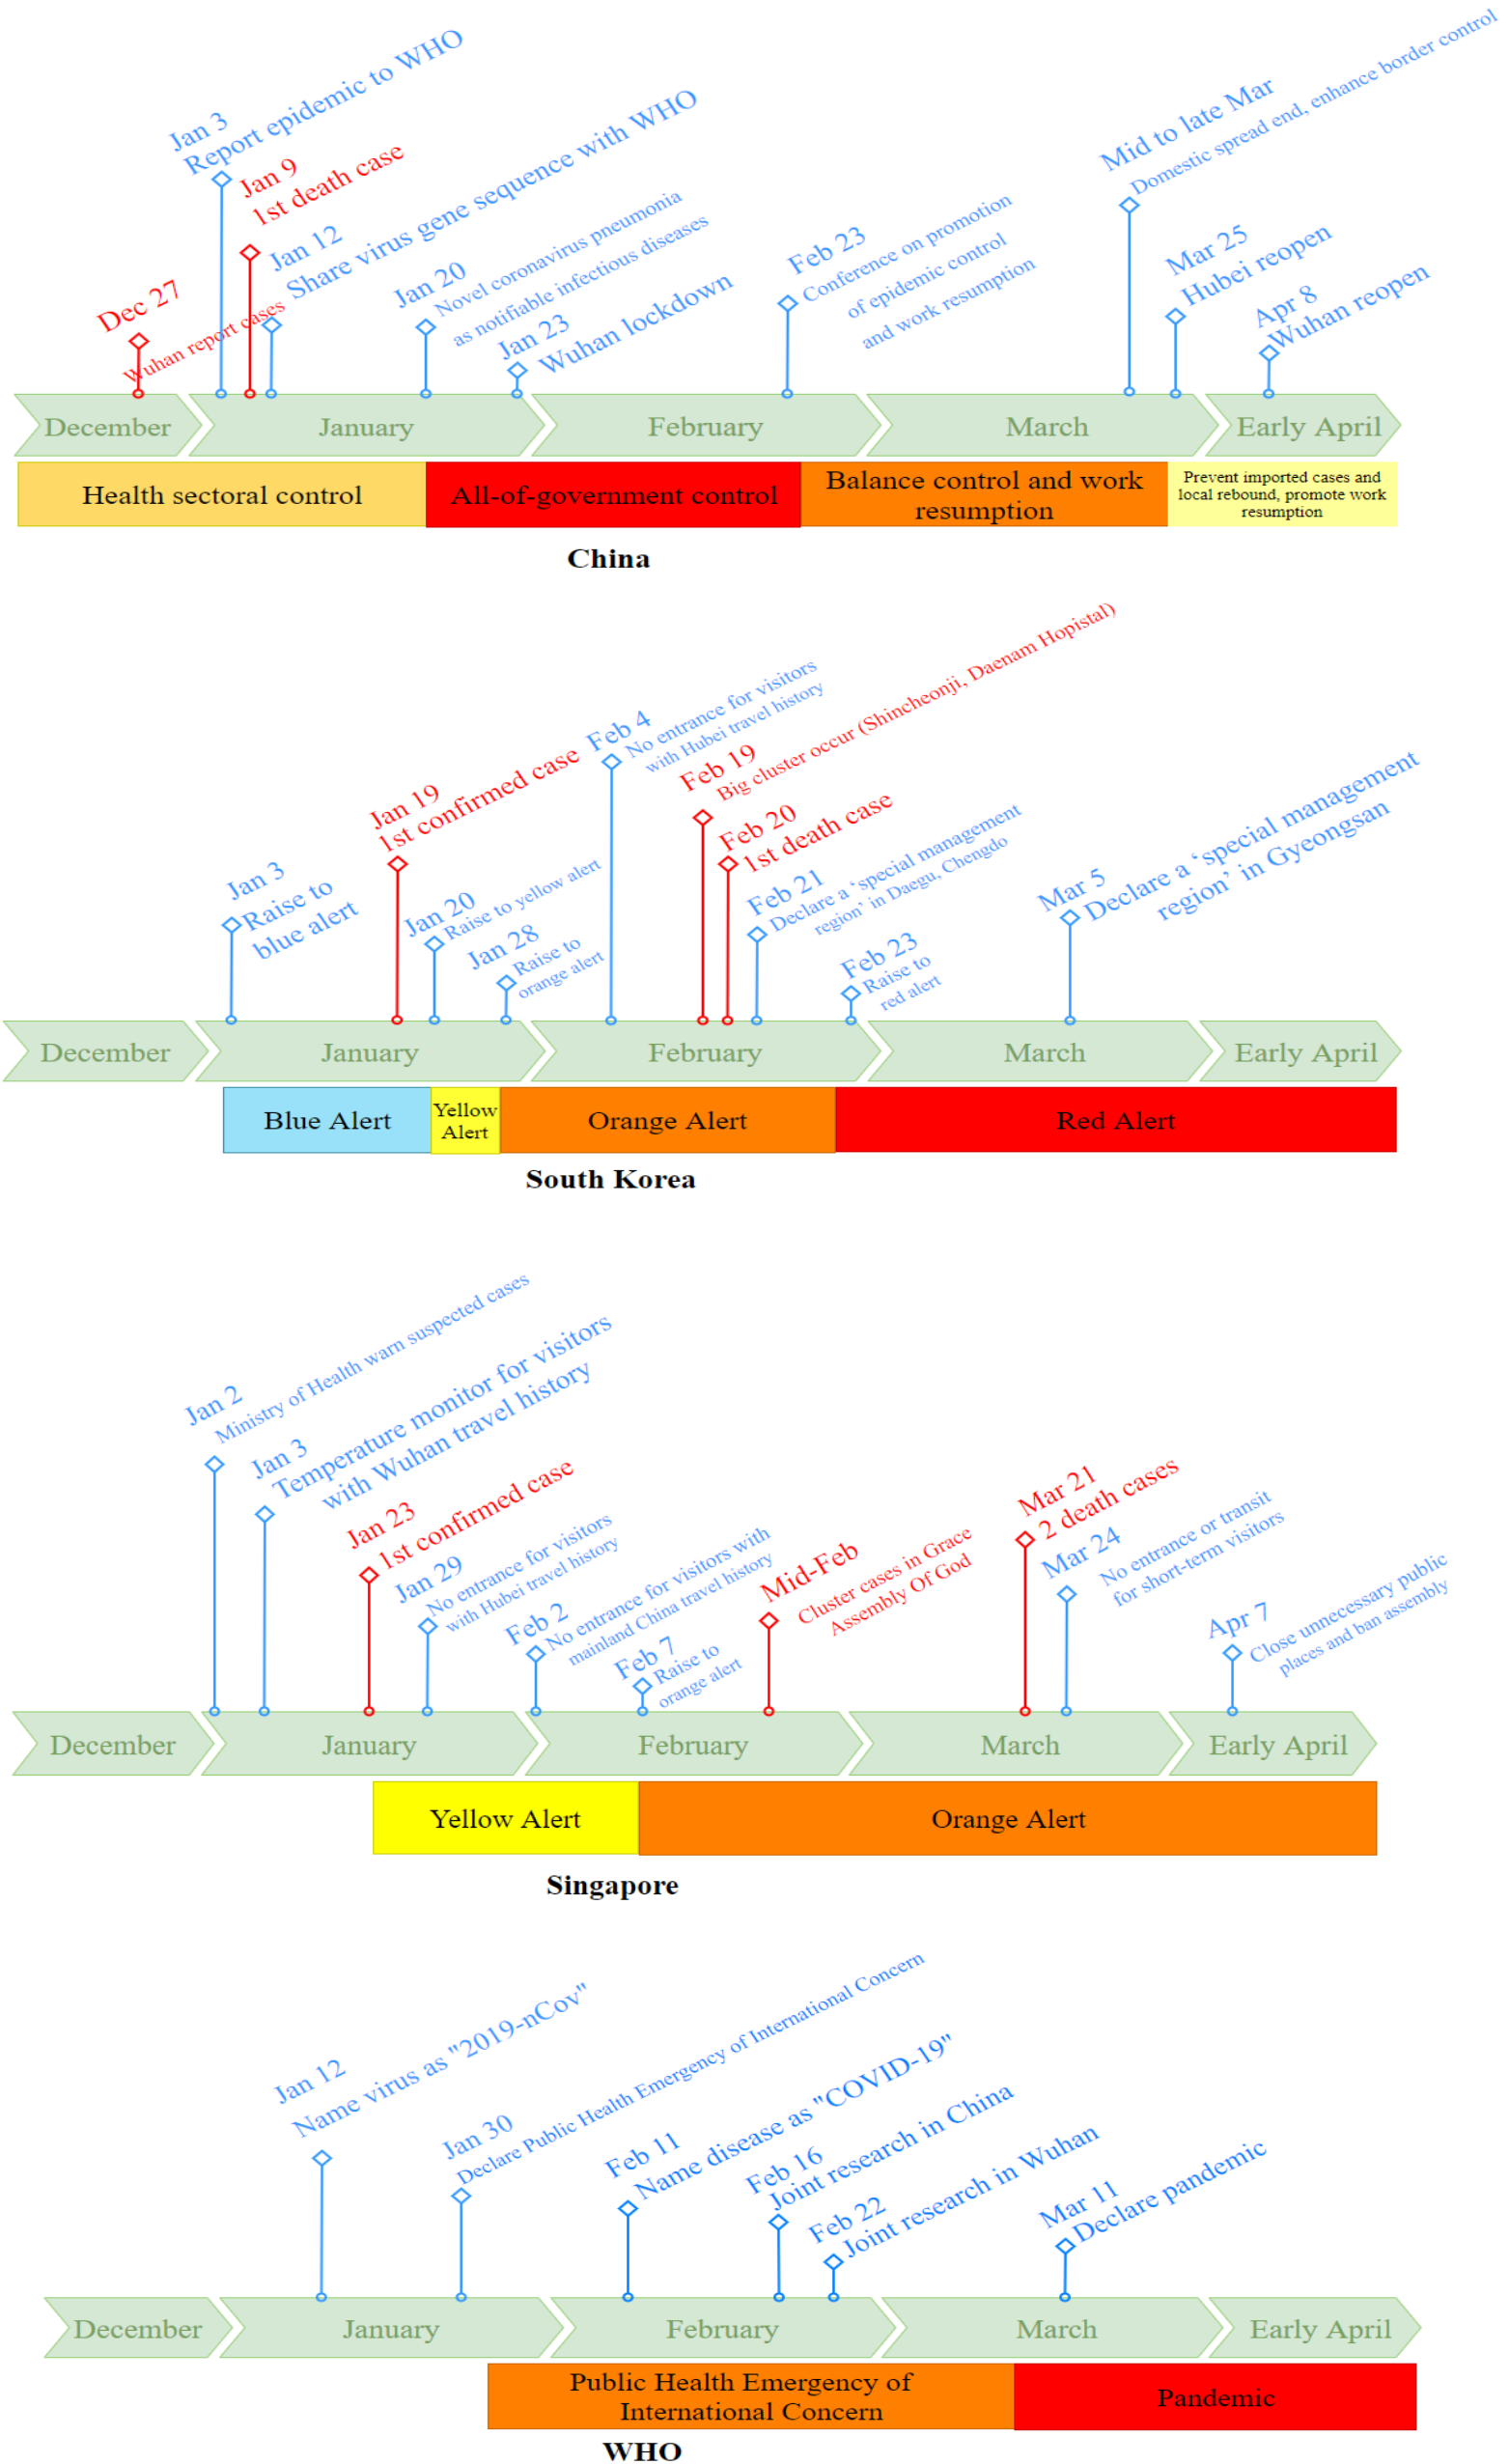 Jan 3
Report epidemic to WHO
Jan 9
1st death case
Jan 12
Share virus gene sequence with WHO
Dec 27
Wuhan report cases
Jan 20
Novel coronavirus pneumonia
as notifiable infectious diseases
Jan 23
Wuhan lockdown
Feb 23
Conference on promotion
of epidemic control
and work resumption
Mid to late Mar
Domestic spread end, enhance border control
Mar 25
Hubei reopen
Apr 8
Wuhan reopen
December
January
February
March
Early April
Health sectoral control
All-of-government control
Balance control and work
resumption
Prevent imported cases and
local rebound, promote work
resumption
China
Jan 3
Raise to
blue alert
Jan 19
1st confirmed case
Jan 20
Raise to yellow alert
Jan 28
Raise to
orange alert
Feb 4
No entrance for visitors
with Hubei travel history
Feb 19
Big cluster occur (Shincheonji, Daenam Hopistal)
Feb 20
1st death case
Feb 21
Declare a ‘special management
region’ in Daegu, Chengdo
Feb 23
Raise to
red alert
Mar 5
Declare a ‘special management
region’ in Gyeongsan
December
January
February
March
Early April
Blue Alert
Yellow
Alert
Orange Alert
Red Alert
South Korea
Jan 2
Ministry of Health warn suspected cases
Jan 3
Temperature monitor for visitors
with Wuhan travel history
Jan 23
1st confirmed case
Jan 29
No entrance for visitors
with Hubei travel history
Feb 2
No entrance for visitors with
mainland China travel history
Feb 7
Raise to
orange alert
Mid-Feb
Cluster cases in Grace
Assembly Of God
Mar 21
2 death cases
Mar 24
No entrance or transit
for short-term visitors
Apr 7
Close unnecessary public
places and ban assembly
December
January
February
March
Early April
Yellow Alert
Orange Alert
Singapore
Jan 12
Name virus as "2019-nCov"
Jan 30
Declare Public Health Emergency of International Concern
Feb 11
Name disease as "COVID-19"
Feb 16
Joint research in China
Feb 22
Joint research in Wuhan
Mar 11
Declare pandemic
December
January
February
March
Early April
Public Health Emergency of
International Concern
Pandemic
WHO